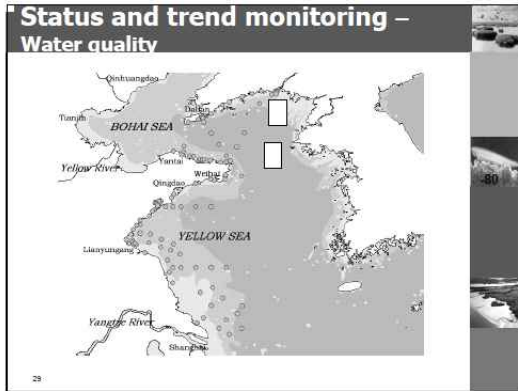 Status and trend monitoring –
Water quality
Qinhuangdao
Dalian
Tianjin
BOHAI SEA
Yantai
Yellow River
Weihai
Qingdao
-80
YELLOW SEA
Lianyungang
Yangtze River
Shanghai
29